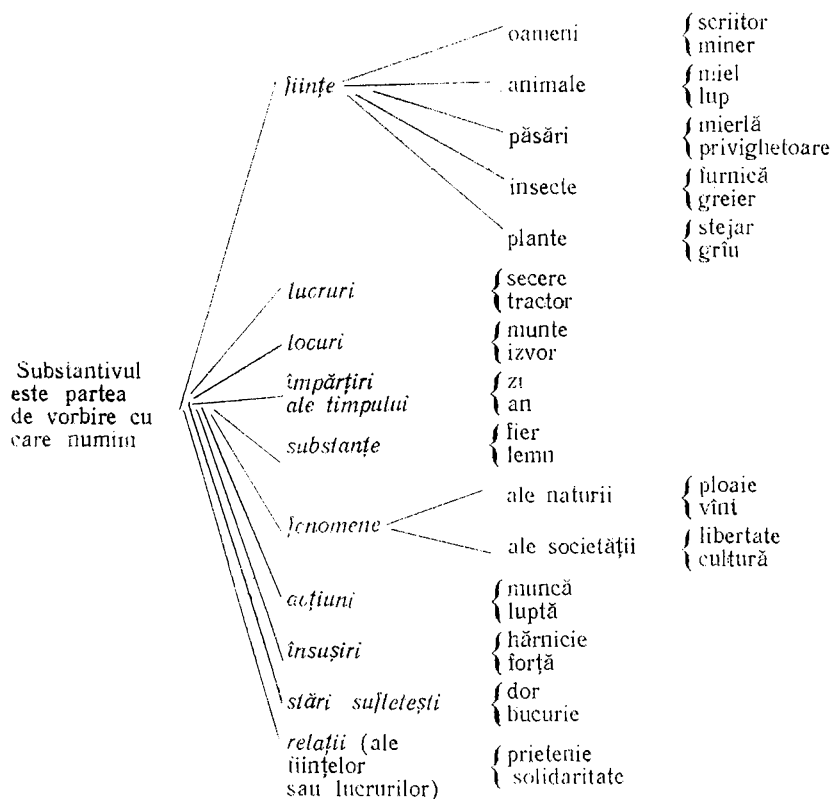 Substantivul
este partea
de vorbire cu
care numim
ființe
oameni
scriitor
miner
animale
miel
lup
păsări
mierlă
privighetoare
insecte
furnică
greier
plante
stejar
grîu
lucruri
secere
tractor
locuri
munte
izvor
împărțiri
ale timpului
zi
an
substanțe
fier
lemn
fenomene
ale naturii
ploaie
vînt
ale societății
libertate
cultură
acțiuni
muncă
luptă
însușiri
hărnicie
forță
stări sufletești
dor
bucurie
relații (ale
ființelor
sau lucrurilor)
prietenie
solidaritate